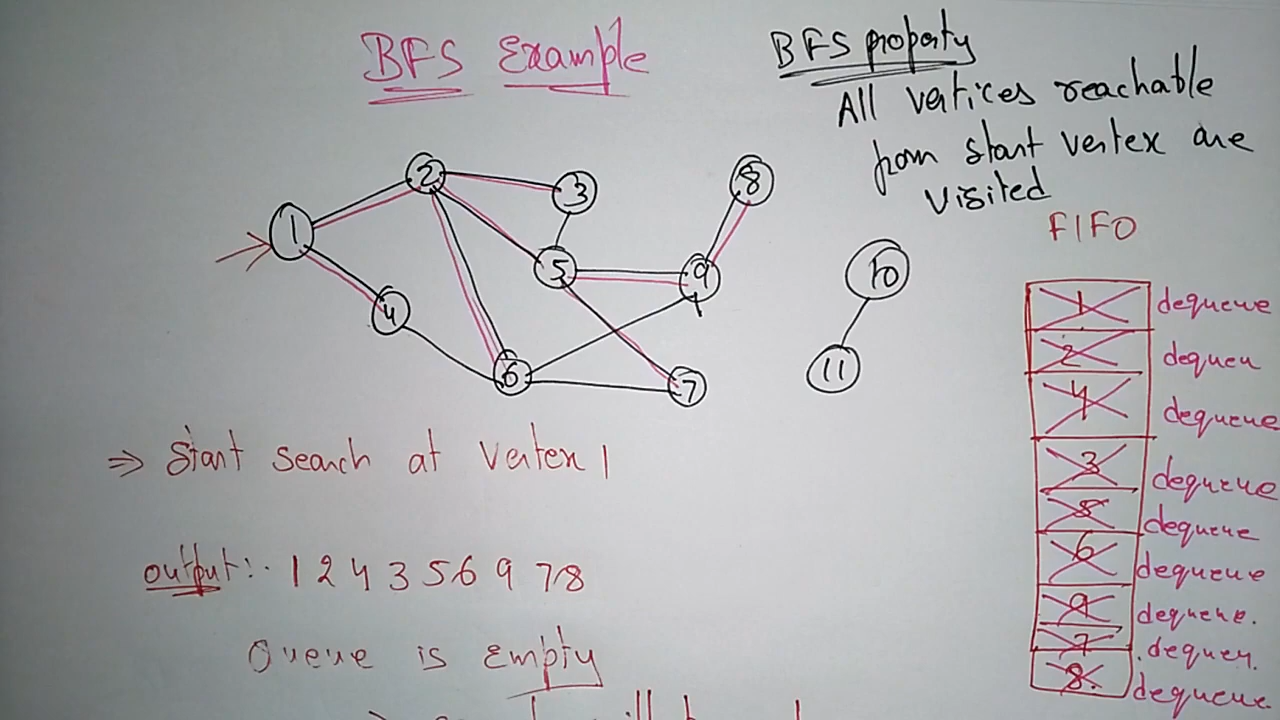 BFS Example
BFS property
All vertices reachable
from start vertex are
visited
1
2
3
4
5
6
7
8
9
10
11
=> Start search at Vertex 1
output:- 1 2 4 3 5 6 9 7 8
Queue is Empty
FIFO
1 dequeue
2 dequeu
4 dequeue
3 dequeue
5 dequeue
6 dequeue
9 dequeue.
7 dequeu.
8. dequeue.